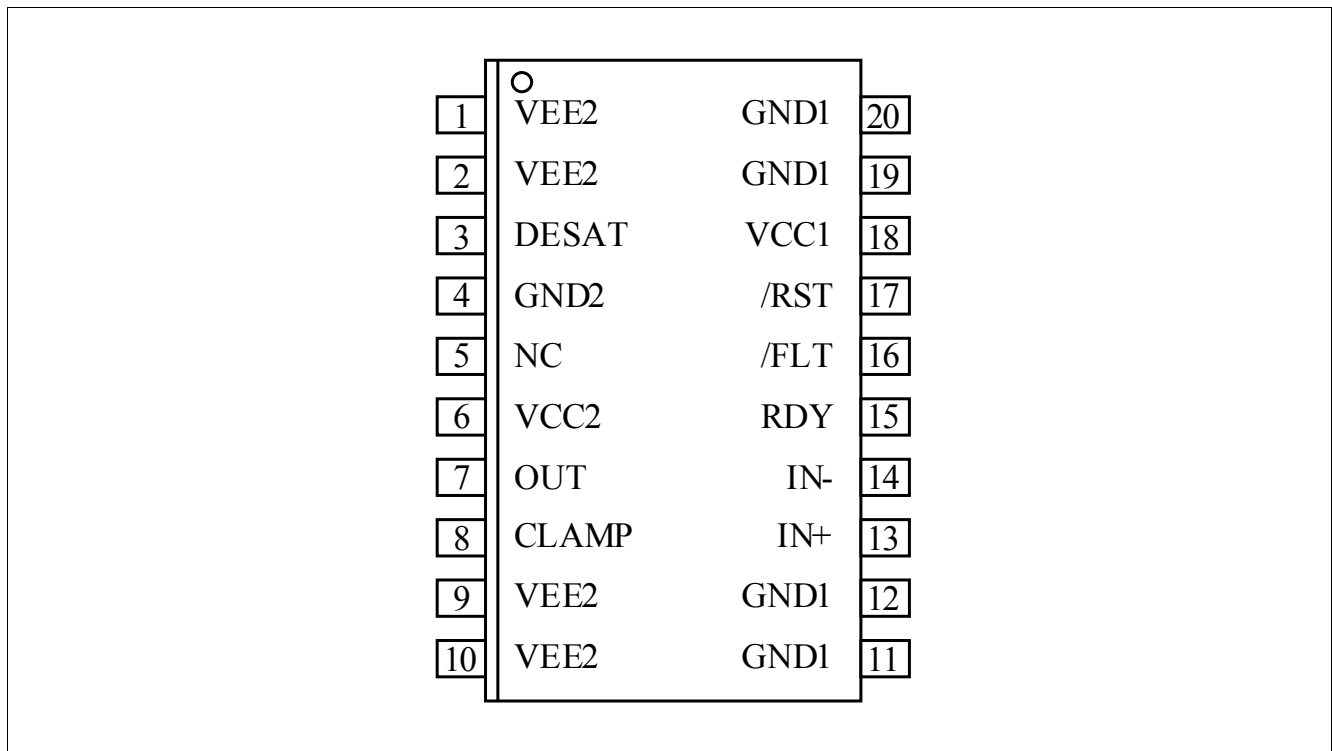 1 VEE2 GND1 20
2 VEE2 GND1 19
3 DESAT VCC1 18
4 GND2 /RST 17
5 NC /FLT 16
6 VCC2 RDY 15
7 OUT IN- 14
8 CLAMP IN+ 13
9 VEE2 GND1 12
10 VEE2 GND1 11